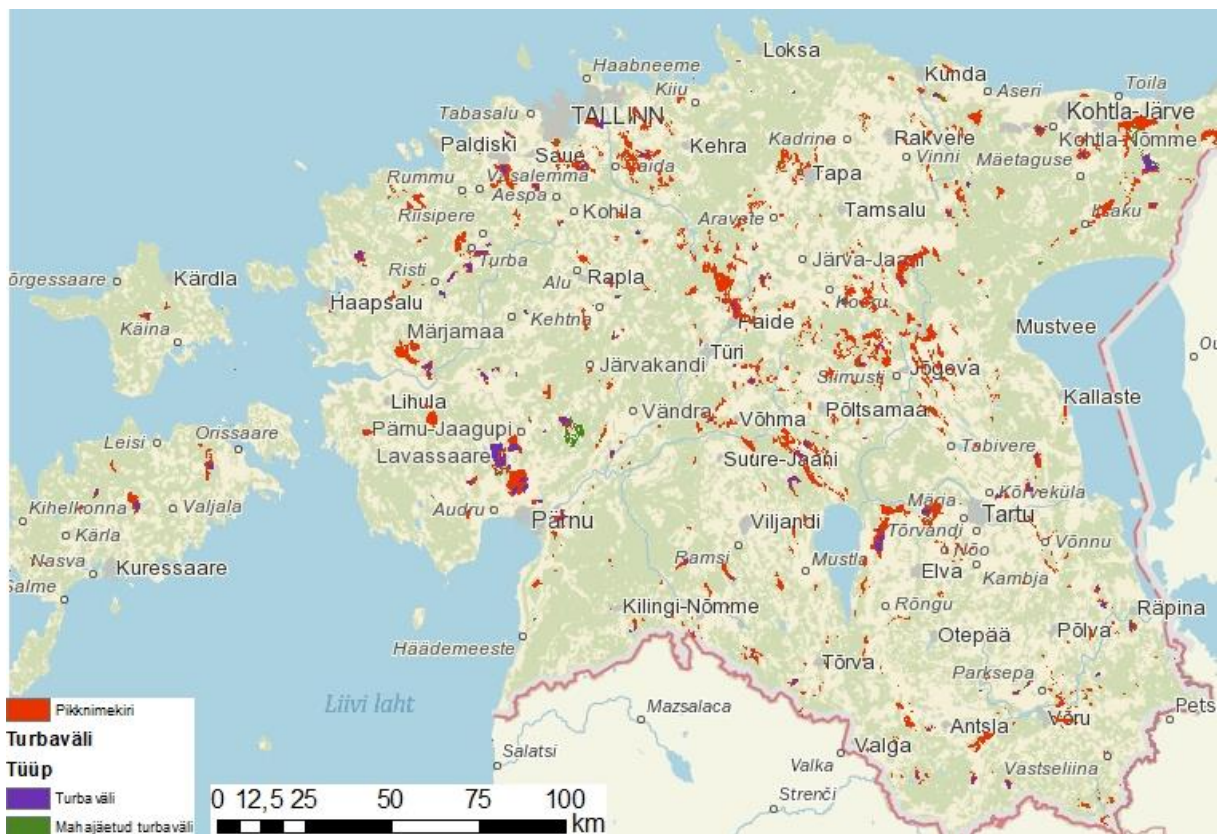 Loksa
Haabneeme
Kunda
Aseri
Toila
Kiiu
Tabasalu
TALLINN
Kohtla-Järve
Paldiski
Saue
Kehra
Kadrina
Rakvere
Kohtla-Nõmme
Vaida
Vinni
Mäetaguse
Rummu
Vasalemma
Tapa
Aespa
Riisipere
Kohila
Aravete
Tamsalu
Iisaku
Turba
Kärdla
Risti
Alu
Rapla
Järva-Jaani
Haapsalu
Koeru
Käina
Märjamaa
Kehtna
Paide
Mustvee
Türi
Järvakandi
Siimusti
Jõgeva
Lihula
Vändra
Võhma
Põltsamaa
Kallaste
Leisi
Orissaare
Pärnu-Jaagupi
Lavassaare
Suure-Jaani
Tabivere
Kihelkonna
Valjala
Audru
Pärnu
Viljandi
Märja
Kõrveküla
Tartu
Kärla
Tõrvandi
Võnnu
Nasva
Kuressaare
Ramsi
Mustla
Nõo
Elva
Kambja
Salme
Kilingi-Nõmme
Rõngu
Räpina
Häädemeeste
Otepää
Põlva
Tõrva
Parksepa
Liivi laht
Mazsalaca
Antsla
Võru
Salatsi
Valga
Valka
Vastseliina
Strenči
Pikknimekiri
Turbaväli
Tüüp
Turbaväli
Mahajäetud turbaväli
0 12,5 25 50 75 100
km